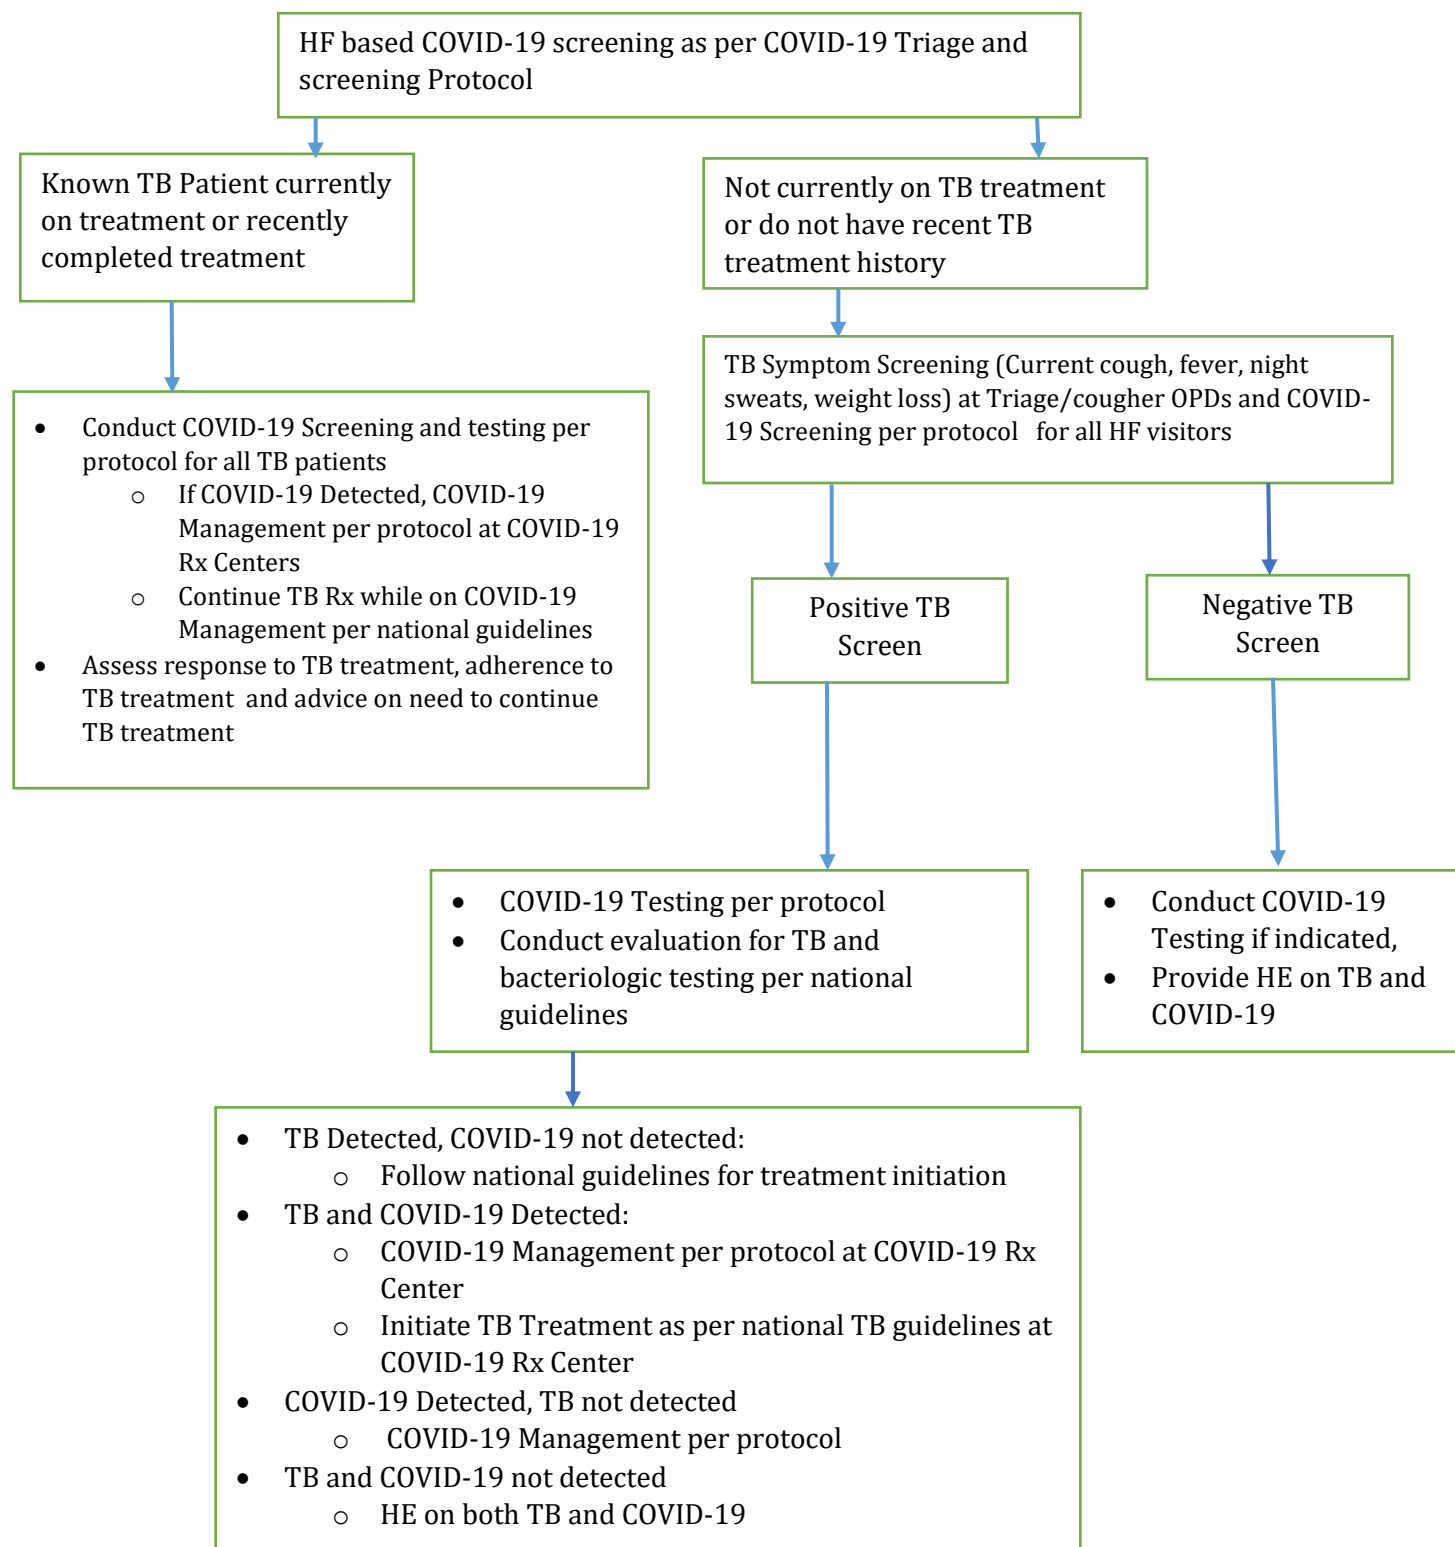 HF based COVID-19 screening as per COVID-19 Triage and
screening Protocol
Known TB Patient currently
on treatment or recently
completed treatment
Not currently on TB treatment
or do not have recent TB
treatment history
TB Symptom Screening (Current cough, fever, night
sweats, weight loss) at Triage/cougher OPDs and COVID-
19 Screening per protocol for all HF visitors
• Conduct COVID-19 Screening and testing per
protocol for all TB patients
o If COVID-19 Detected, COVID-19
Management per protocol at COVID-19
Rx Centers
o Continue TB Rx while on COVID-19
Management per national guidelines
• Assess response to TB treatment, adherence to
TB treatment and advice on need to continue
TB treatment
Positive TB
Screen
Negative TB
Screen
• COVID-19 Testing per protocol
• Conduct evaluation for TB and
bacteriologic testing per national
guidelines
• Conduct COVID-19
Testing if indicated,
• Provide HE on TB and
COVID-19
• TB Detected, COVID-19 not detected:
o Follow national guidelines for treatment initiation
• TB and COVID-19 Detected:
o COVID-19 Management per protocol at COVID-19 Rx
Center
o Initiate TB Treatment as per national TB guidelines at
COVID-19 Rx Center
• COVID-19 Detected, TB not detected
o COVID-19 Management per protocol
• TB and COVID-19 not detected
o HE on both TB and COVID-19